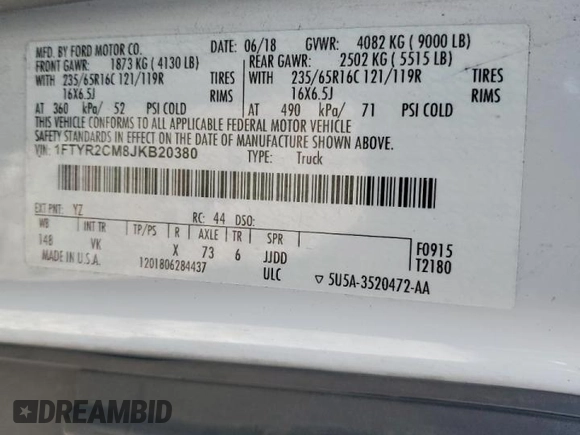 MFD. BY FORD MOTOR CO.
DATE: 06/18 GVWR: 4082 KG ( 9000 LB)
FRONT GAWR: 1873 KG ( 4130 LB)
REAR GAWR: 2502 KG ( 5515 LB)
WITH 235/65R16C 121/119R TIRES
WITH 235/65R16C 121/119R TIRES
16X6.5J RIMS
16X6.5J RIMS
AT 360 kPa/ 52 PSI COLD
AT 490 kPa/ 71 PSI COLD
THIS VEHICLE CONFORMS TO ALL APPLICABLE FEDERAL MOTOR VEHICLE
SAFETY STANDARDS IN EFFECT ON THE DATE OF MANUFACTURE SHOWN ABOVE.
VIN: 1FTYR2CM8JKB20380
TYPE: Truck
EXT PNT: YZ RC: 44 DSO:
WB INT TR TP/PS R AXLE TR SPR
148 VK X 73 6 JJDD
F0915
T2180
MADE IN U.S.A. 1201806284437 ULC
5U5A-3520472-AA
DREAMBID